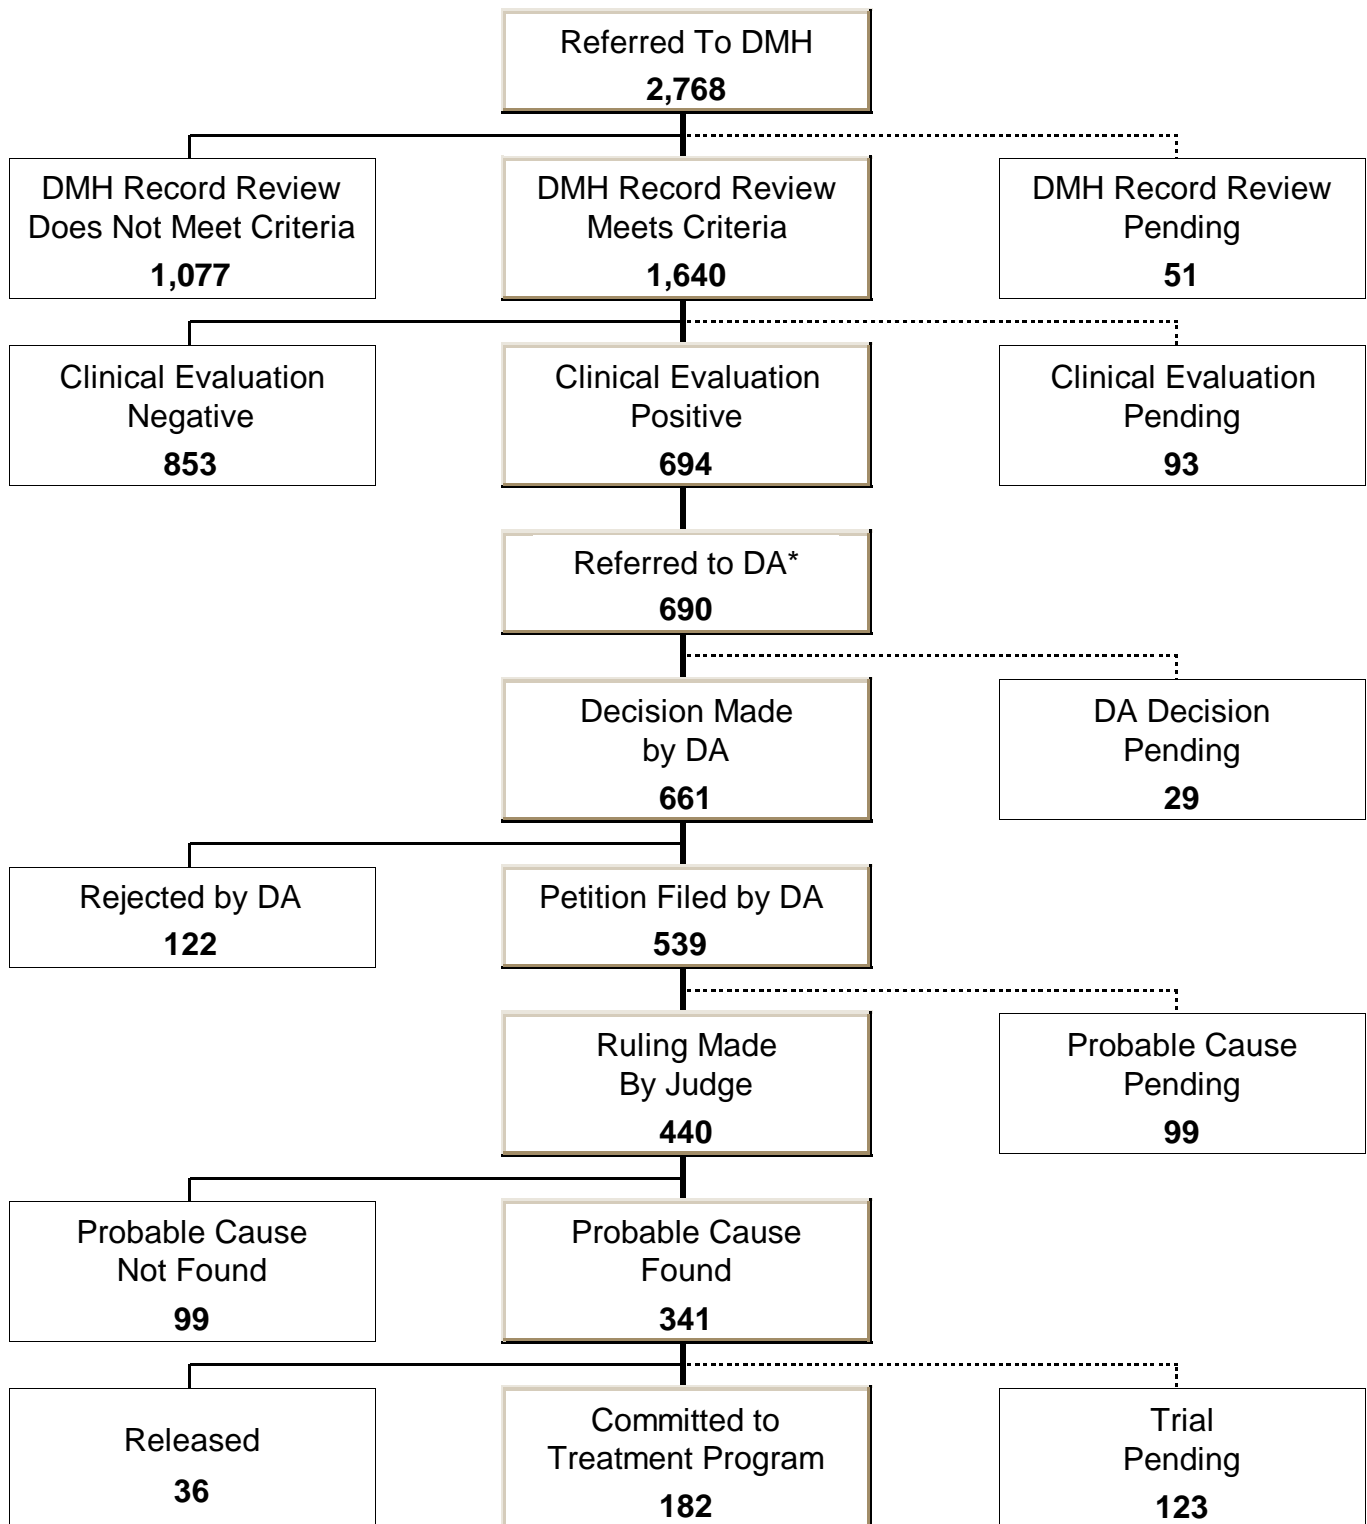 Referred To DMH
2,768
DMH Record Review
Does Not Meet Criteria
1,077
DMH Record Review
Meets Criteria
1,640
DMH Record Review
Pending
51
Clinical Evaluation
Negative
853
Clinical Evaluation
Positive
694
Clinical Evaluation
Pending
93
Referred to DA*
690
Decision Made
by DA
661
DA Decision
Pending
29
Rejected by DA
122
Petition Filed by DA
539
Ruling Made
By Judge
440
Probable Cause
Pending
99
Probable Cause
Not Found
99
Probable Cause
Found
341
Released
36
Committed to
Treatment Program
182
Trial
Pending
123